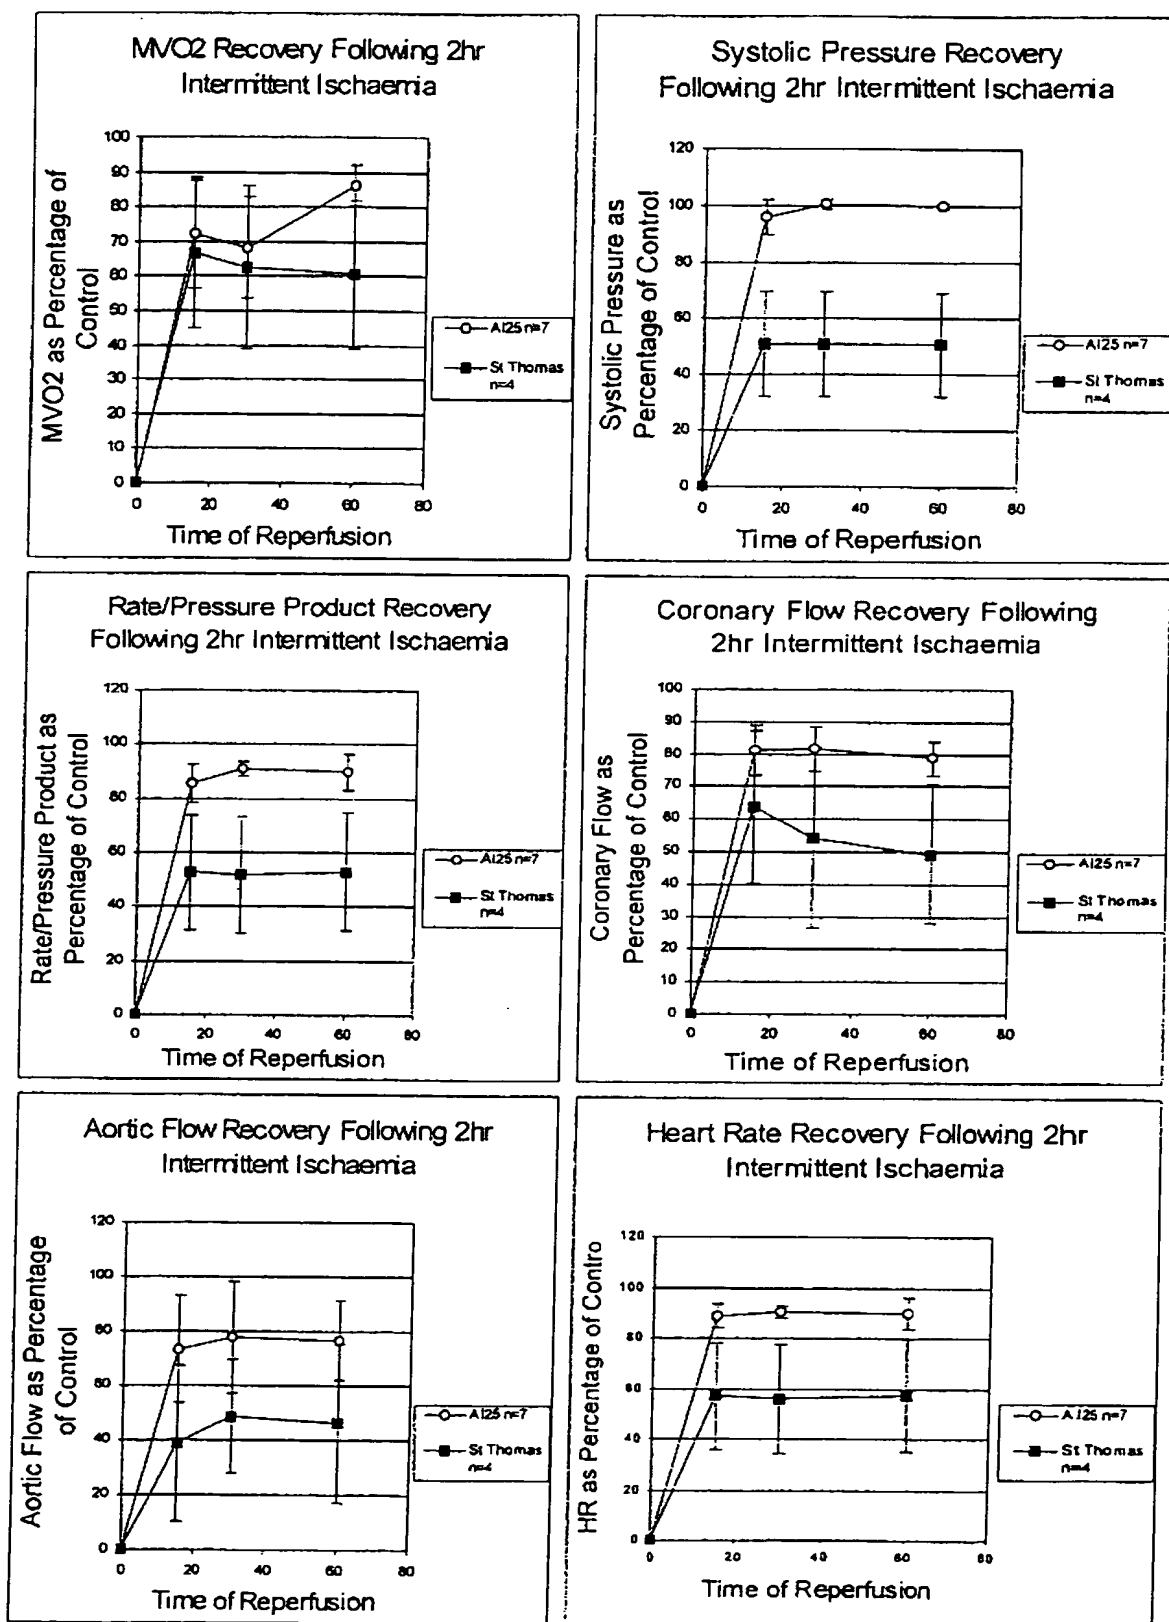 MVO2 Recovery Following 2hr
Intermittent Ischaemia
MVO2 as Percentage of
Control
100
90
80
70
60
50
40
30
20
10
0
0 20 40 60 80
Time of Reperfusion
AI25 n=7
St Thomas
n=4
Systolic Pressure Recovery
Following 2hr Intermittent Ischaemia
Systolic Pressure as
Percentage of Control
120
100
80
60
40
20
0
0 20 40 60 80
Time of Reperfusion
AI25 n=7
St Thomas
n=4
Rate/Pressure Product Recovery
Following 2hr Intermittent Ischaemia
Rate/Pressure Product as
Percentage of Control
120
100
80
60
40
20
0
0 20 40 60 80
Time of Reperfusion
AI25 n=7
St Thomas
n=4
Coronary Flow Recovery Following
2hr Intermittent Ischaemia
Coronary Flow as
Percentage of Control
100
90
80
70
60
50
40
30
20
10
0
0 20 40 60 80
Time of Reperfusion
AI25 n=7
St Thomas
n=4
Aortic Flow Recovery Following 2hr
Intermittent Ischaemia
Aortic Flow as Percentage
of Control
120
100
80
60
40
20
0
0 20 40 60 80
Time of Reperfusion
AI25 n=7
St Thomas
n=4
Heart Rate Recovery Following 2hr
Intermittent Ischaemia
HR as Percentage of Contro
120
100
80
60
40
20
0
0 20 40 60 80
Time of Reperfusion
AI25 n=7
St Thomas
n=4